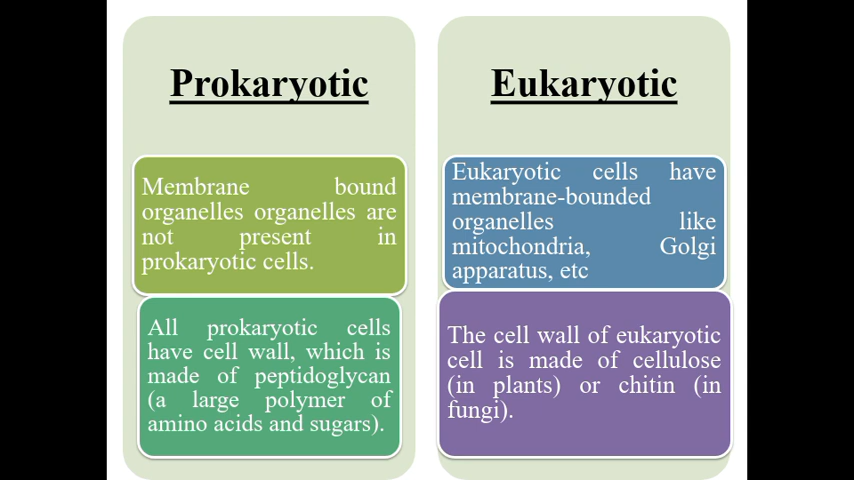 Prokaryotic
Membrane bound
organelles organelles are
not present in
prokaryotic cells.
All prokaryotic cells
have cell wall, which is
made of peptidoglycan
(a large polymer of
amino acids and sugars).
Eukaryotic
Eukaryotic cells have
membrane-bounded
organelles like
mitochondria, Golgi
apparatus, etc
The cell wall of eukaryotic
cell is made of cellulose
(in plants) or chitin (in
fungi).